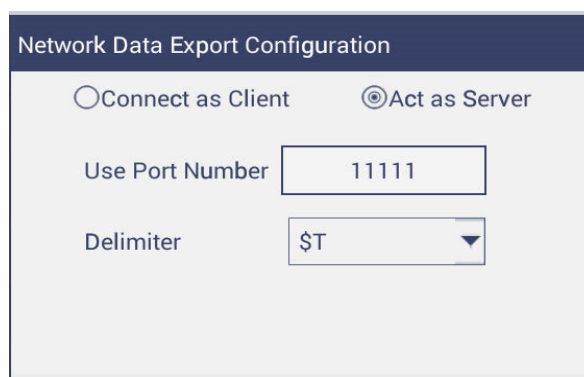 Network Data Export Configuration
Connect as Client Act as Server
Use Port Number 11111
Delimiter $T